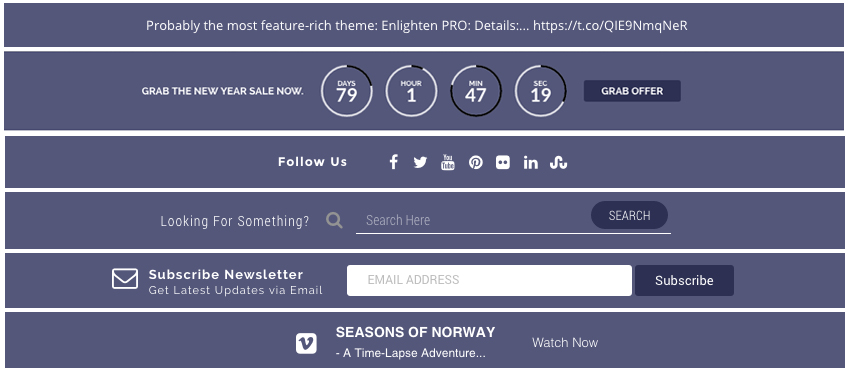 Probably the most feature-rich theme: Enlighten PRO: Details:... https://t.co/QIE9NmqNeR
GRAB THE NEW YEAR SALE NOW.
DAYS
79
HOUR
1
MIN
47
SEC
19
GRAB OFFER
Follow Us
You
Tube
in
Looking For Something?
Search Here
SEARCH
Subscribe Newsletter
Get Latest Updates via Email
EMAIL ADDRESS
Subscribe
SEASONS OF NORWAY
- A Time-Lapse Adventure...
Watch Now